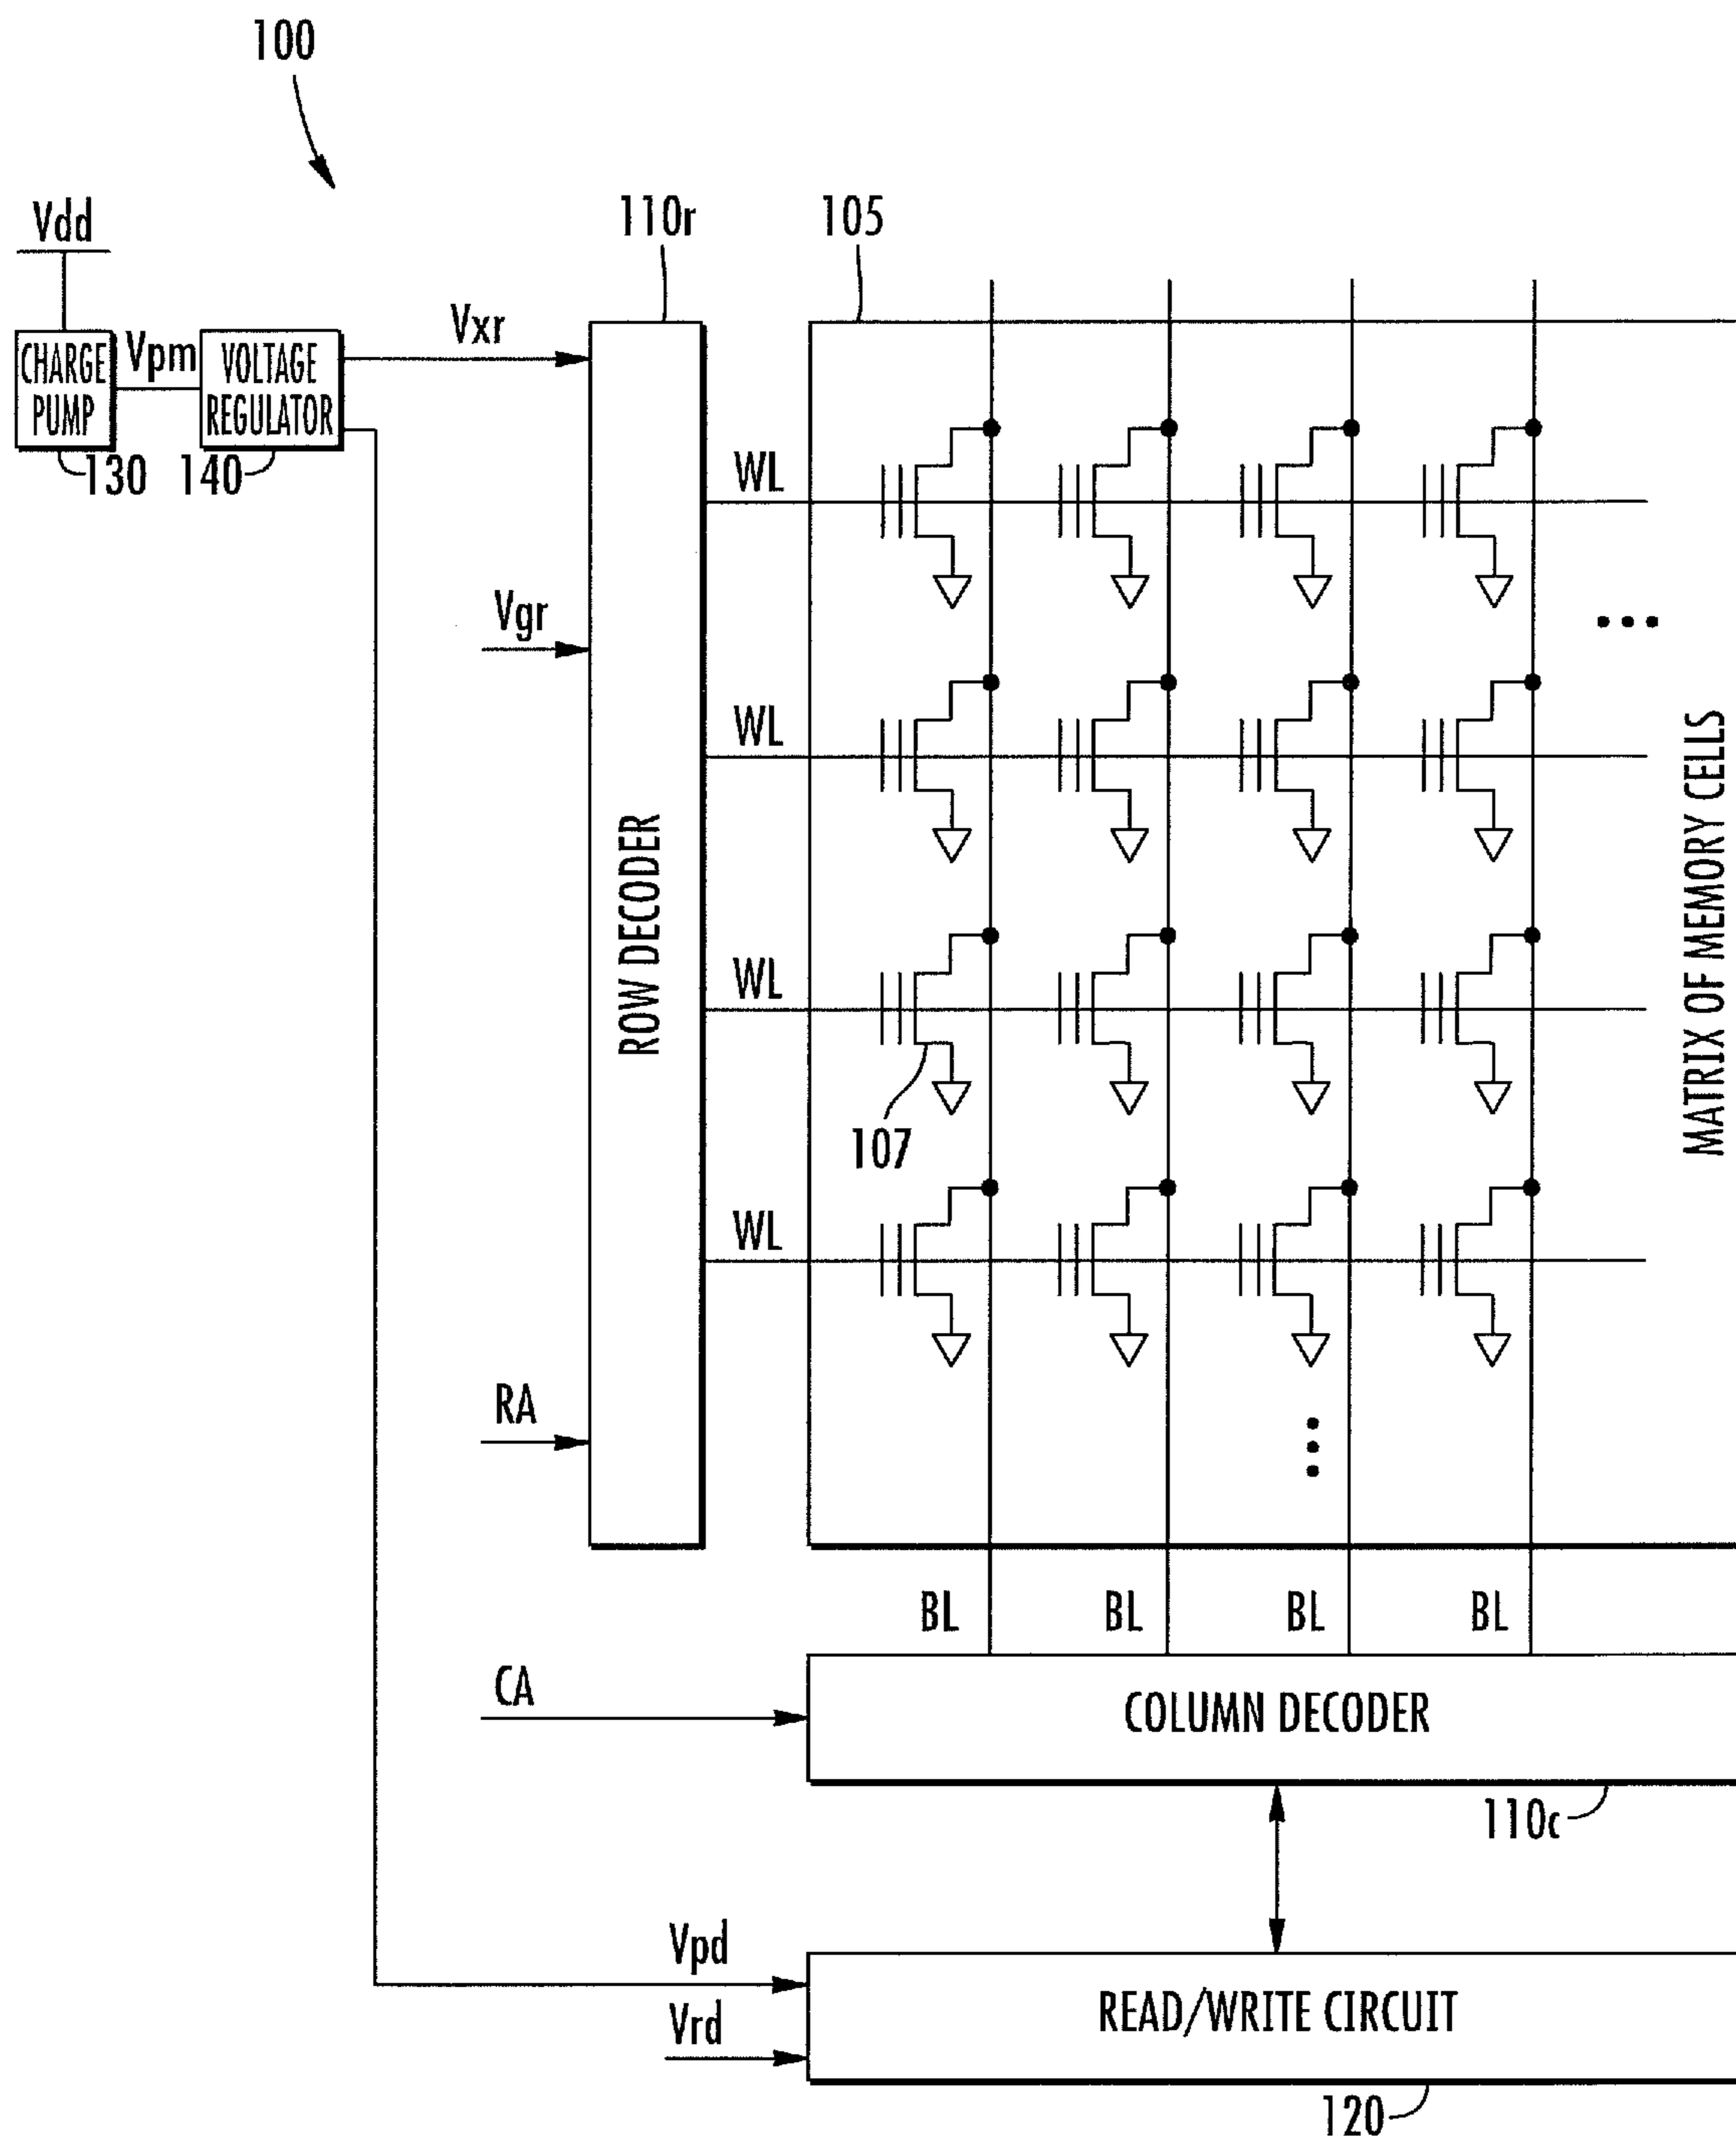 100
Vdd
110r
105
CHARGE
PUMP
Vpm
VOLTAGE
REGULATOR
Vxr
130
140
WL
Vgr
WL
ROW DECODER
MATRIX OF MEMORY CELLS
WL
107
WL
RA
BL
BL
BL
BL
CA
COLUMN DECODER
110c
Vpd
Vrd
READ/WRITE CIRCUIT
120